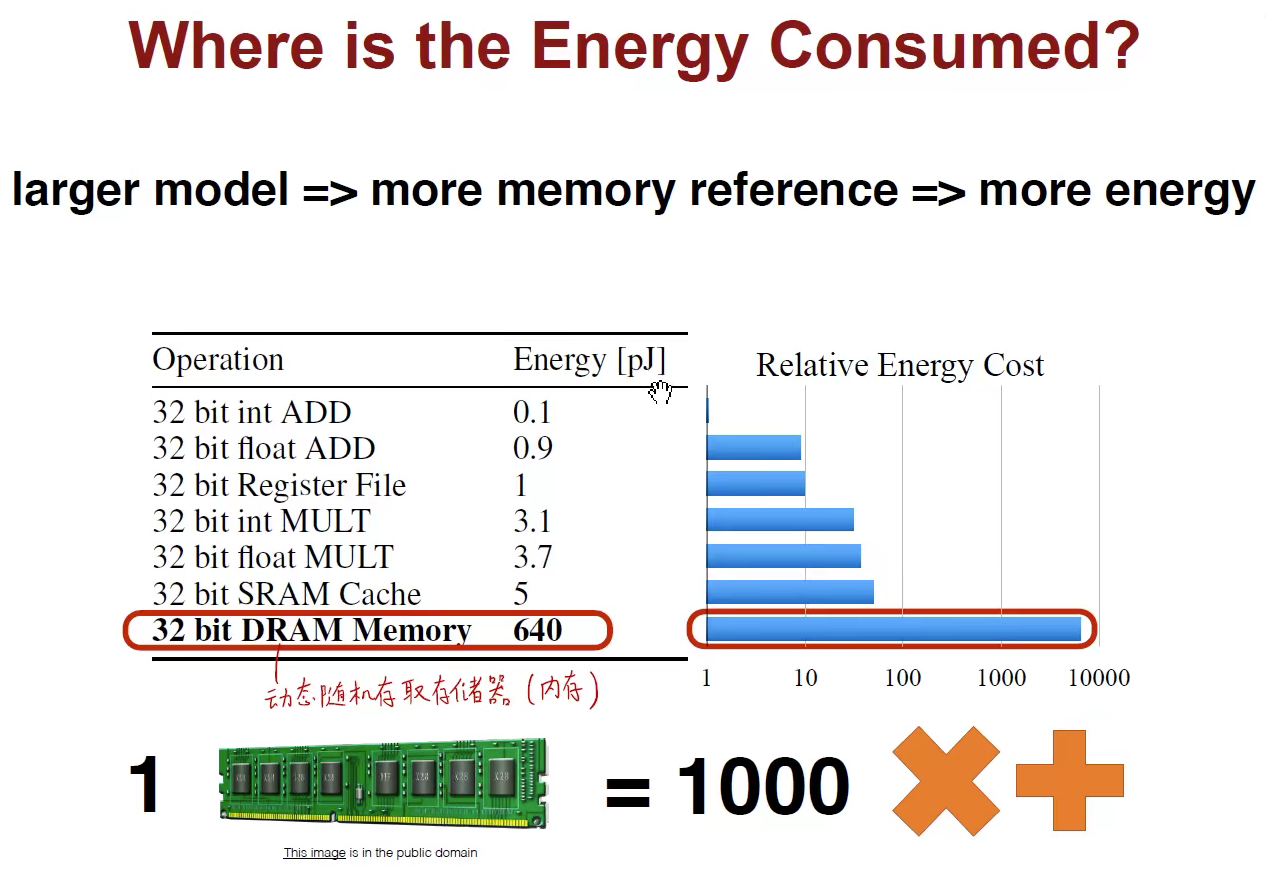 Where is the Energy Consumed?
larger model => more memory reference => more energy
Operation Energy [pJ]
32 bit int ADD 0.1
32 bit float ADD 0.9
32 bit Register File 1
32 bit int MULT 3.1
32 bit float MULT 3.7
32 bit SRAM Cache 5
32 bit DRAM Memory 640
动态随机存取存储器(内存)
Relative Energy Cost
1 10 100 1000 10000
1 = 1000
This image is in the public domain